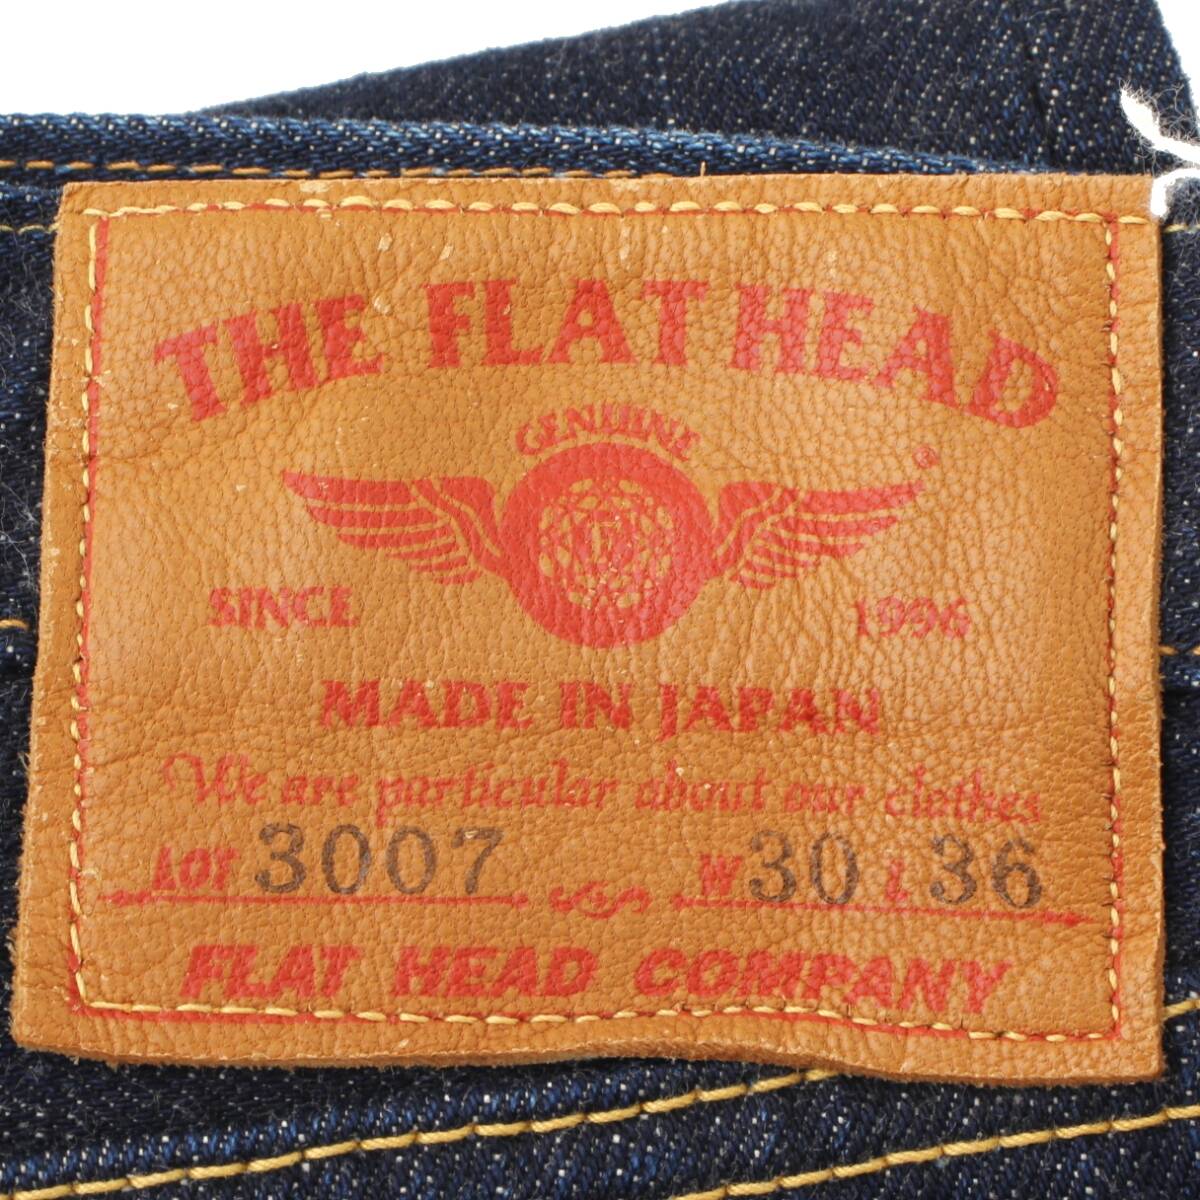 THE FLAT HEAD
GENUINE
®
SINCE 1996
MADE IN JAPAN
We are particular about our clothes
LOT 3007 W 30 L 36
FLAT HEAD COMPANY